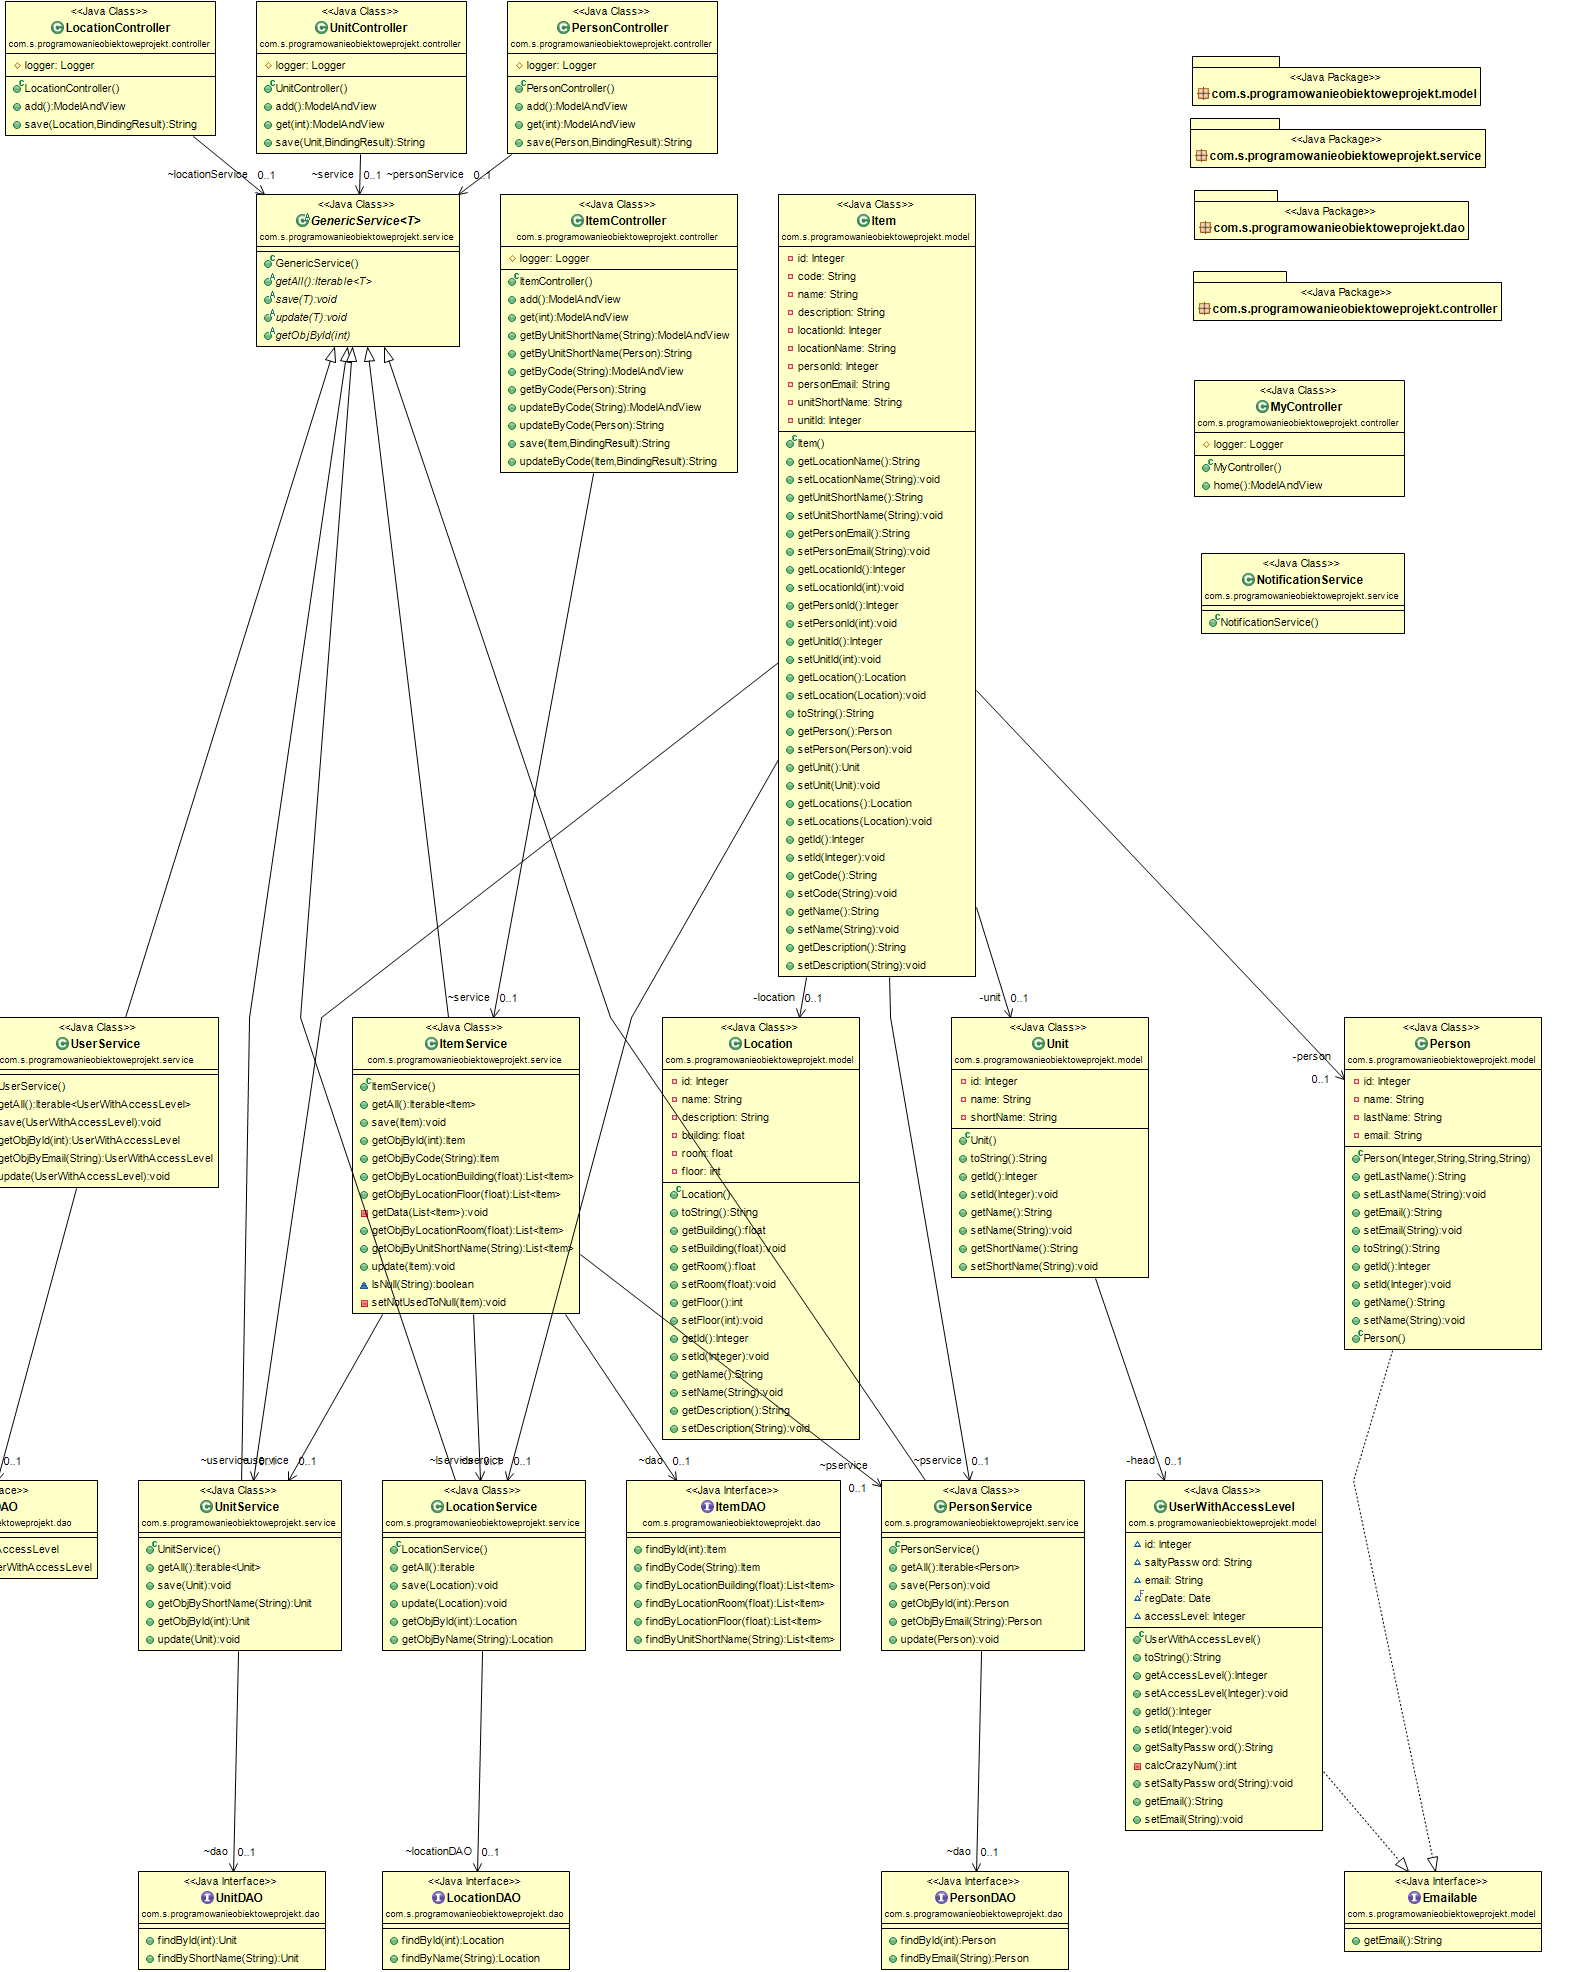 <<Java Class>>
LocationController
com.s.programowanieobiektoweprojekt.controller
logger: Logger
LocationController()
add():ModelAndView
save(Location,BindingResult):String
<<Java Class>>
UnitController
com.s.programowanieobiektoweprojekt.controller
logger: Logger
UnitController()
add():ModelAndView
get(int):ModelAndView
save(Unit,BindingResult):String
<<Java Class>>
PersonController
com.s.programowanieobiektoweprojekt.controller
logger: Logger
PersonController()
add():ModelAndView
get(int):ModelAndView
save(Person,BindingResult):String
<<Java Package>>
com.s.programowanieobiektoweprojekt.model
<<Java Package>>
com.s.programowanieobiektoweprojekt.service
<<Java Package>>
com.s.programowanieobiektoweprojekt.dao
<<Java Package>>
com.s.programowanieobiektoweprojekt.controller
~locationService 0..1
~service 0..1
~personService 0..1
<<Java Class>>
GenericService<T>
com.s.programowanieobiektoweprojekt.service
GenericService()
getAll():Iterable<T>
save(T):void
update(T):void
getObjById(int)
<<Java Class>>
ItemController
com.s.programowanieobiektoweprojekt.controller
logger: Logger
ItemController()
add():ModelAndView
get(int):ModelAndView
getByUnitShortName(String):ModelAndView
getByUnitShortName(Person):String
getByCode(String):ModelAndView
getByCode(Person):String
updateByCode(String):ModelAndView
updateByCode(Person):String
save(Item,BindingResult):String
updateByCode(Item,BindingResult):String
<<Java Class>>
Item
com.s.programowanieobiektoweprojekt.model
id: Integer
code: String
name: String
description: String
locationId: Integer
locationName: String
personId: Integer
personEmail: String
unitShortName: String
unitId: Integer
Item()
getLocationName():String
setLocationName(String):void
getUnitShortName():String
setUnitShortName(String):void
getPersonEmail():String
setPersonEmail(String):void
getLocationId():Integer
setLocationId(int):void
getPersonId():Integer
setPersonId(int):void
getUnitId():Integer
setUnitId(int):void
getLocation():Location
setLocation(Location):void
toString():String
getPerson():Person
setPerson(Person):void
getUnit():Unit
setUnit(Unit):void
getLocations():Location
setLocations(Location):void
getId():Integer
setId(Integer):void
getCode():String
setCode(String):void
getName():String
setName(String):void
getDescription():String
setDescription(String):void
<<Java Class>>
MyController
com.s.programowanieobiektoweprojekt.controller
logger: Logger
MyController()
home():ModelAndView
<<Java Class>>
NotificationService
com.s.programowanieobiektoweprojekt.service
NotificationService()
~service 0..1
-location 0..1
-unit 0..1
-person
0..1
<<Java Class>>
UserService
com.s.programowanieobiektoweprojekt.service
UserService()
getAll():Iterable<UserWithAccessLevel>
save(UserWithAccessLevel):void
getObjById(int):UserWithAccessLevel
getObjByEmail(String):UserWithAccessLevel
update(UserWithAccessLevel):void
<<Java Class>>
ItemService
com.s.programowanieobiektoweprojekt.service
ItemService()
getAll():Iterable<Item>
save(Item):void
getObjById(int):Item
getObjByCode(String):Item
getObjByLocationBuilding(float):List<Item>
getObjByLocationFloor(float):List<Item>
getData(List<Item>):void
getObjByLocationRoom(float):List<Item>
getObjByUnitShortName(String):List<Item>
update(Item):void
IsNull(String):boolean
setNotUsedToNull(Item):void
<<Java Class>>
Location
com.s.programowanieobiektoweprojekt.model
id: Integer
name: String
description: String
building: float
room: float
floor: int
Location()
toString():String
getBuilding():float
setBuilding(float):void
getRoom():float
setRoom(float):void
getFloor():int
setFloor(int):void
getId():Integer
setId(Integer):void
getName():String
setName(String):void
getDescription():String
setDescription(String):void
<<Java Class>>
Unit
com.s.programowanieobiektoweprojekt.model
id: Integer
name: String
shortName: String
Unit()
toString():String
getId():Integer
setId(Integer):void
getName():String
setName(String):void
getShortName():String
setShortName(String):void
<<Java Class>>
Person
com.s.programowanieobiektoweprojekt.model
id: Integer
name: String
lastName: String
email: String
Person(Integer,String,String,String)
getLastName():String
setLastName(String):void
getEmail():String
setEmail(String):void
toString():String
getId():Integer
setId(Integer):void
getName():String
setName(String):void
Person()
0..1
~uservice 0..1
0..1
~lservice 0..1
0..1
~dao 0..1
~pservice
0..1
~pservice 0..1
-head 0..1
ace>>
AO
ektoweprojekt.dao
AccessLevel
erWithAccessLevel
<<Java Class>>
UnitService
com.s.programowanieobiektoweprojekt.service
UnitService()
getAll():Iterable<Unit>
save(Unit):void
getObjByShortName(String):Unit
getObjById(int):Unit
update(Unit):void
<<Java Class>>
LocationService
com.s.programowanieobiektoweprojekt.service
LocationService()
getAll():Iterable
save(Location):void
update(Location):void
getObjById(int):Location
getObjByName(String):Location
<<Java Interface>>
ItemDAO
com.s.programowanieobiektoweprojekt.dao
findById(int):Item
findByCode(String):Item
findByLocationBuilding(float):List<Item>
findByLocationRoom(float):List<Item>
findByLocationFloor(float):List<Item>
findByUnitShortName(String):List<Item>
<<Java Class>>
PersonService
com.s.programowanieobiektoweprojekt.service
PersonService()
getAll():Iterable<Person>
save(Person):void
getObjById(int):Person
getObjByEmail(String):Person
update(Person):void
<<Java Class>>
UserWithAccessLevel
com.s.programowanieobiektoweprojekt.model
id: Integer
saltyPassword: String
email: String
regDate: Date
accessLevel: Integer
UserWithAccessLevel()
toString():String
getAccessLevel():Integer
setAccessLevel(Integer):void
getId():Integer
setId(Integer):void
getSaltyPassword():String
calcCrazyNum():int
setSaltyPassword(String):void
getEmail():String
setEmail(String):void
~dao 0..1
~locationDAO 0..1
~dao 0..1
<<Java Interface>>
UnitDAO
com.s.programowanieobiektoweprojekt.dao
findById(int):Unit
findByShortName(String):Unit
<<Java Interface>>
LocationDAO
com.s.programowanieobiektoweprojekt.dao
findById(int):Location
findByName(String):Location
<<Java Interface>>
PersonDAO
com.s.programowanieobiektoweprojekt.dao
findById(int):Person
findByEmail(String):Person
<<Java Interface>>
Emailable
com.s.programowanieobiektoweprojekt.model
getEmail():String